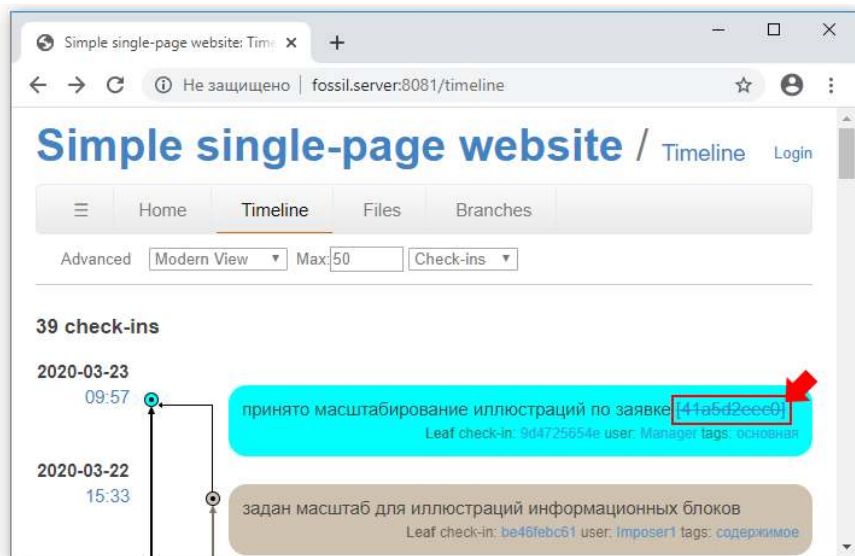 Simple single-page website: Time
Не защищено | fossil.server:8081/timeline
Simple single-page website / Timeline Login
Home Timeline Files Branches
Advanced Modern View Max: 50 Check-ins
39 check-ins
2020-03-23
09:57
принято масштабирование иллюстраций по заявке [41a5d2eec0]
Leaf check-in: 9d4725654e user: Manager tags: основная
2020-03-22
15:33
задан масштаб для иллюстраций информационных блоков
Leaf check-in: be46febc61 user: Imposer1 tags: содержимое